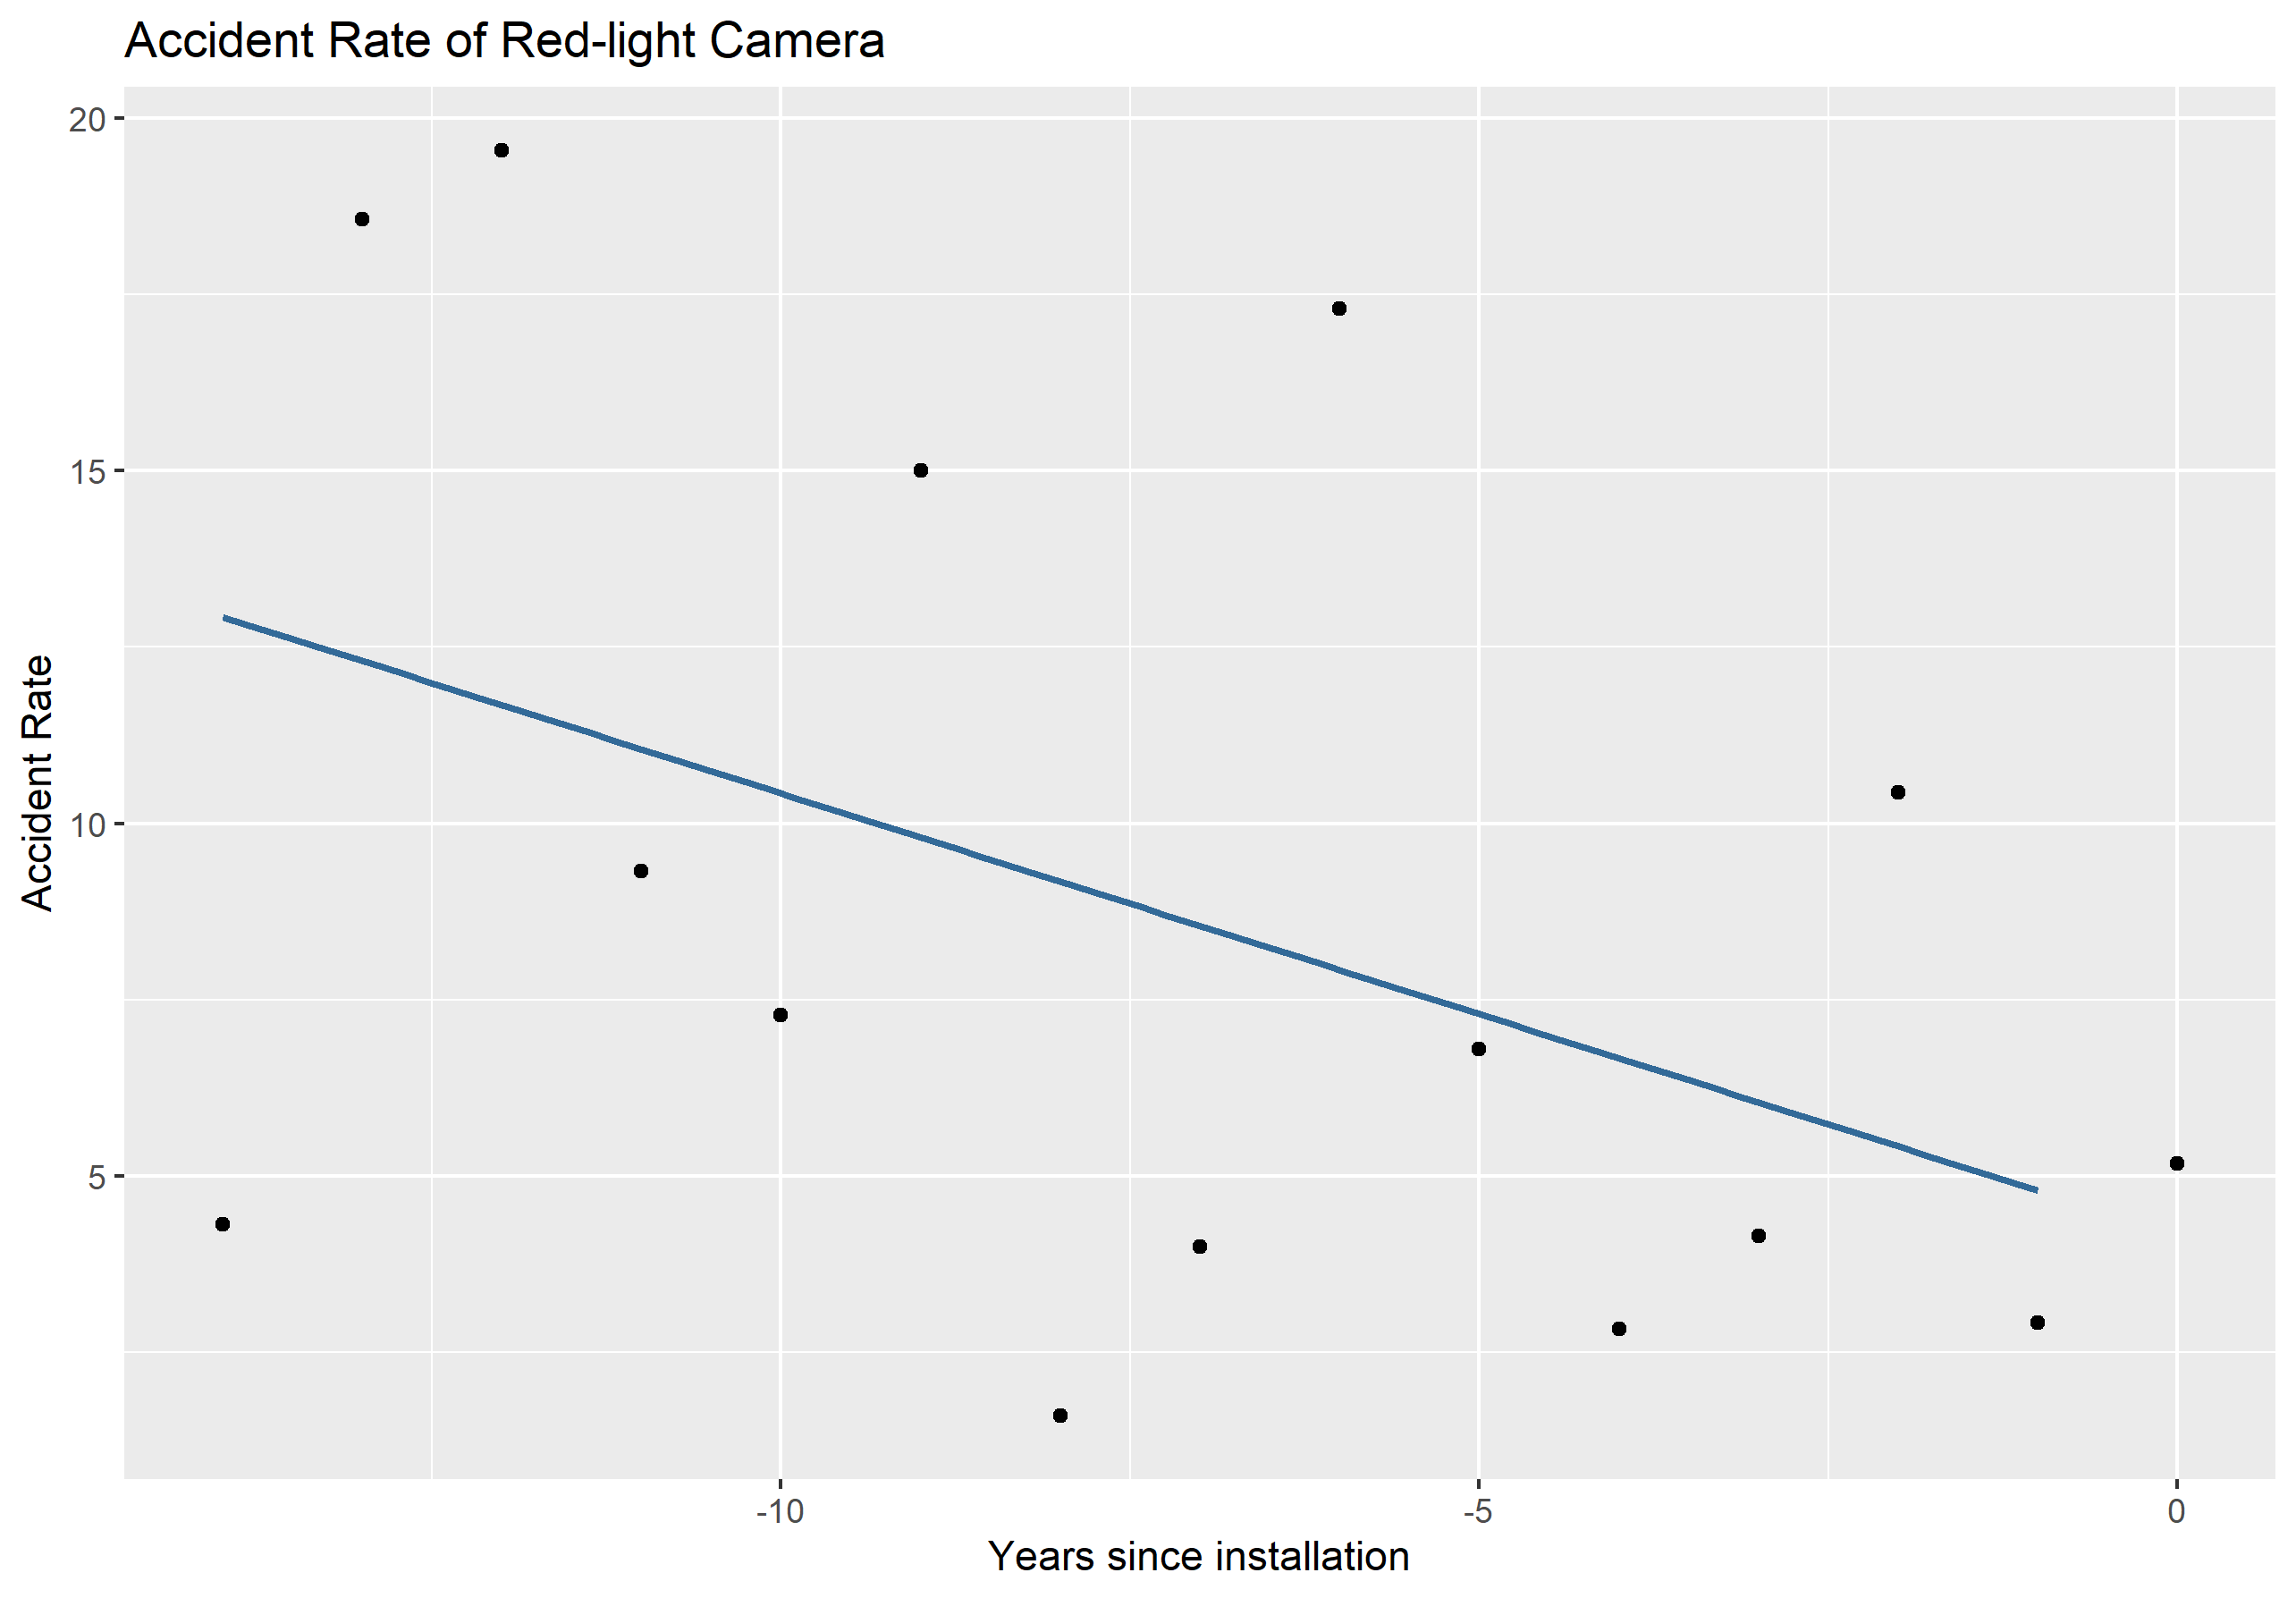 Accident Rate of Red-light Camera
20
15
10
5
Accident Rate
-10
-5
0
Years since installation